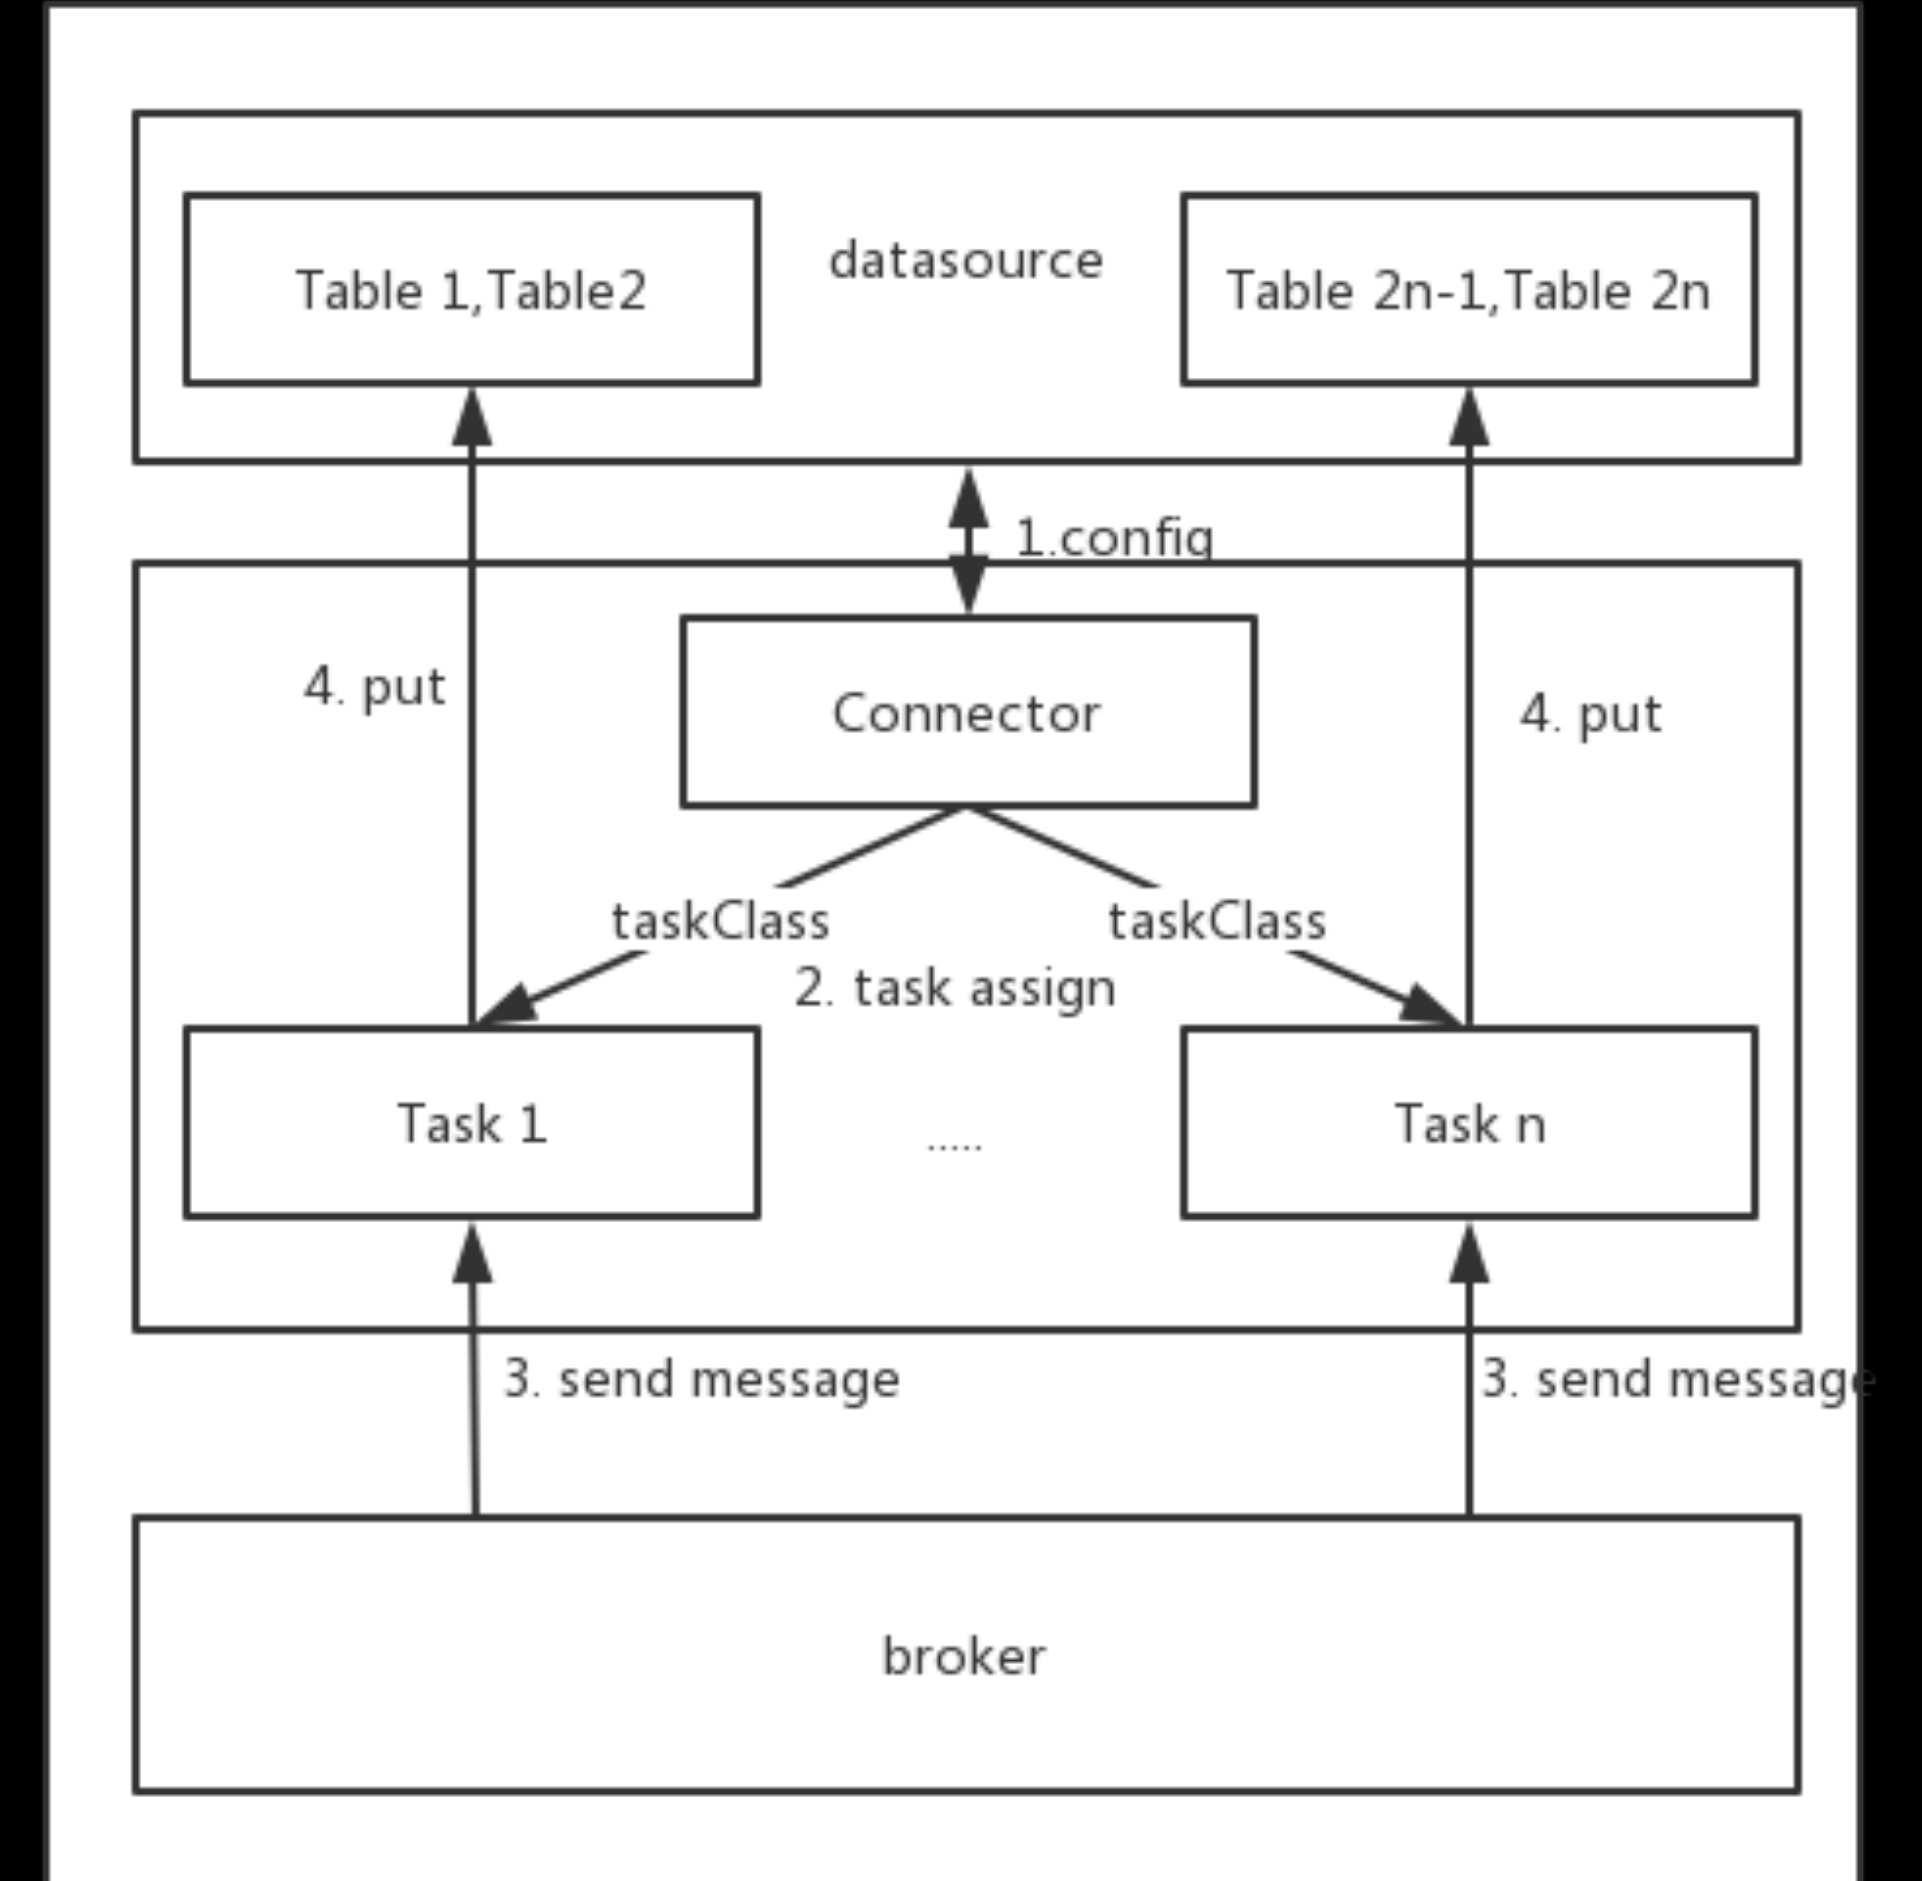 datasource
Table 1,Table2
Table 2n-1,Table 2n
1.config
4. put
Connector
4. put
taskClass
taskClass
2. task assign
Task 1
.....
Task n
3. send message
3. send message
broker